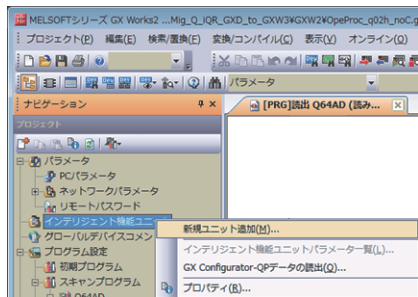 MELSOFTシリーズ GX Works2 ...Mig_Q_IQR_GXD_to_GXW3¥GXW2¥OpeProc_q02h_noC.g
プロジェクト(P) 編集(E) 検索/置換(F) 変換/コンパイル(C) 表示(V) オンライン(O)
パラメータ
ナビゲーション
[PRG]読出 Q64AD (読み...
プロジェクト
パラメータ
PCパラメータ
ネットワークパラメータ
リモートパスワード
インテリジェント機能ユニット
新規ユニット追加(M)...
グローバルデバイスコメン
インテリジェント機能ユニットパラメータ一覧(L)...
プログラム設定
GX Configurator-QPデータの読出(O)...
初期プログラム
スキャンプログラム
プロパティ(R)...
Q64AD